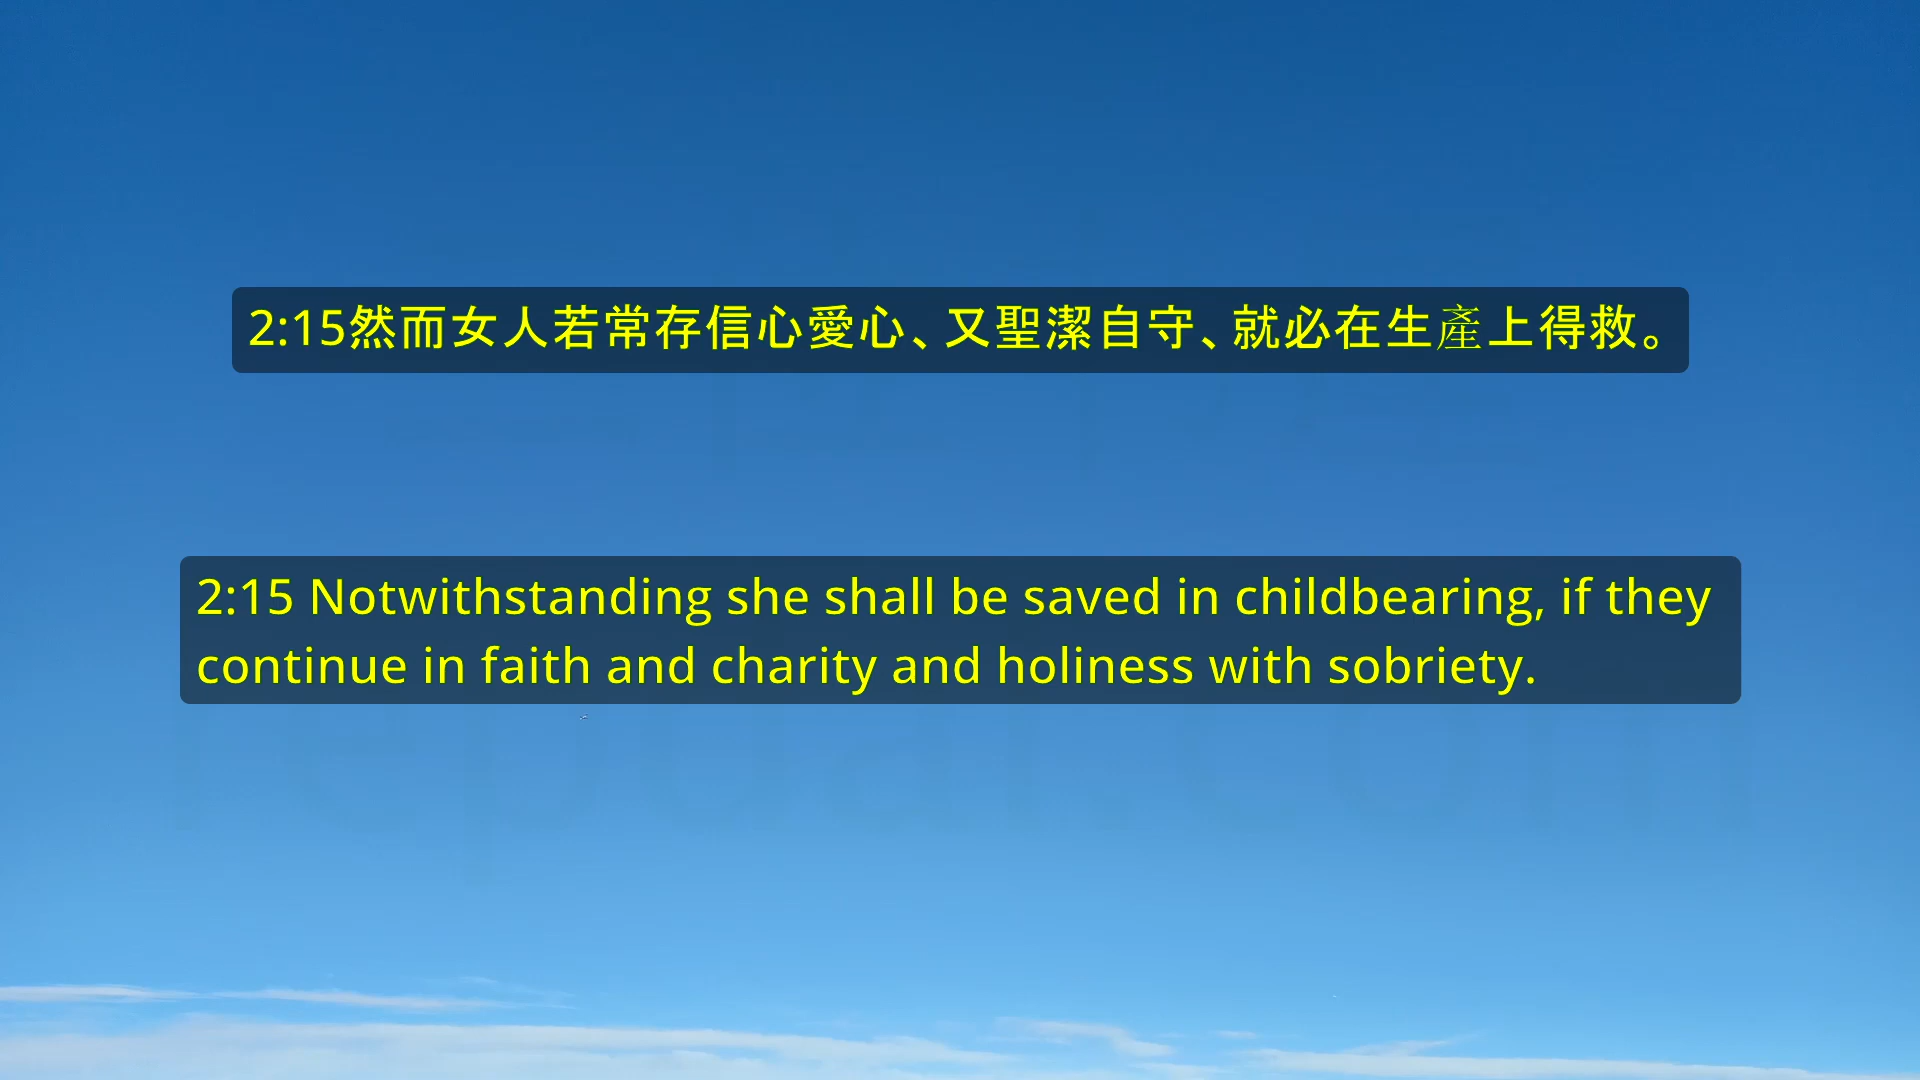 2:15然而女人若常存信心愛心、又聖潔自守、就必在生產上得救。
2:15 Notwithstanding she shall be saved in childbearing, if they
continue in faith and charity and holiness with sobriety.